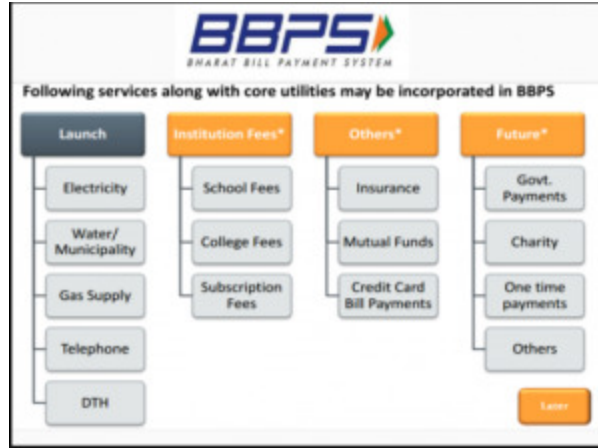 BBPS
BHARAT BILL PAYMENT SYSTEM
Following services along with core utilities may be incorporated in BBPS
Launch
Electricity
Water/
Municipality
Gas Supply
Telephone
DTH
Institution Fees*
School Fees
College Fees
Subscription
Fees
Others*
Insurance
Mutual Funds
Credit Card
Bill Payments
Future*
Govt.
Payments
Charity
One time
payments
Others
Later